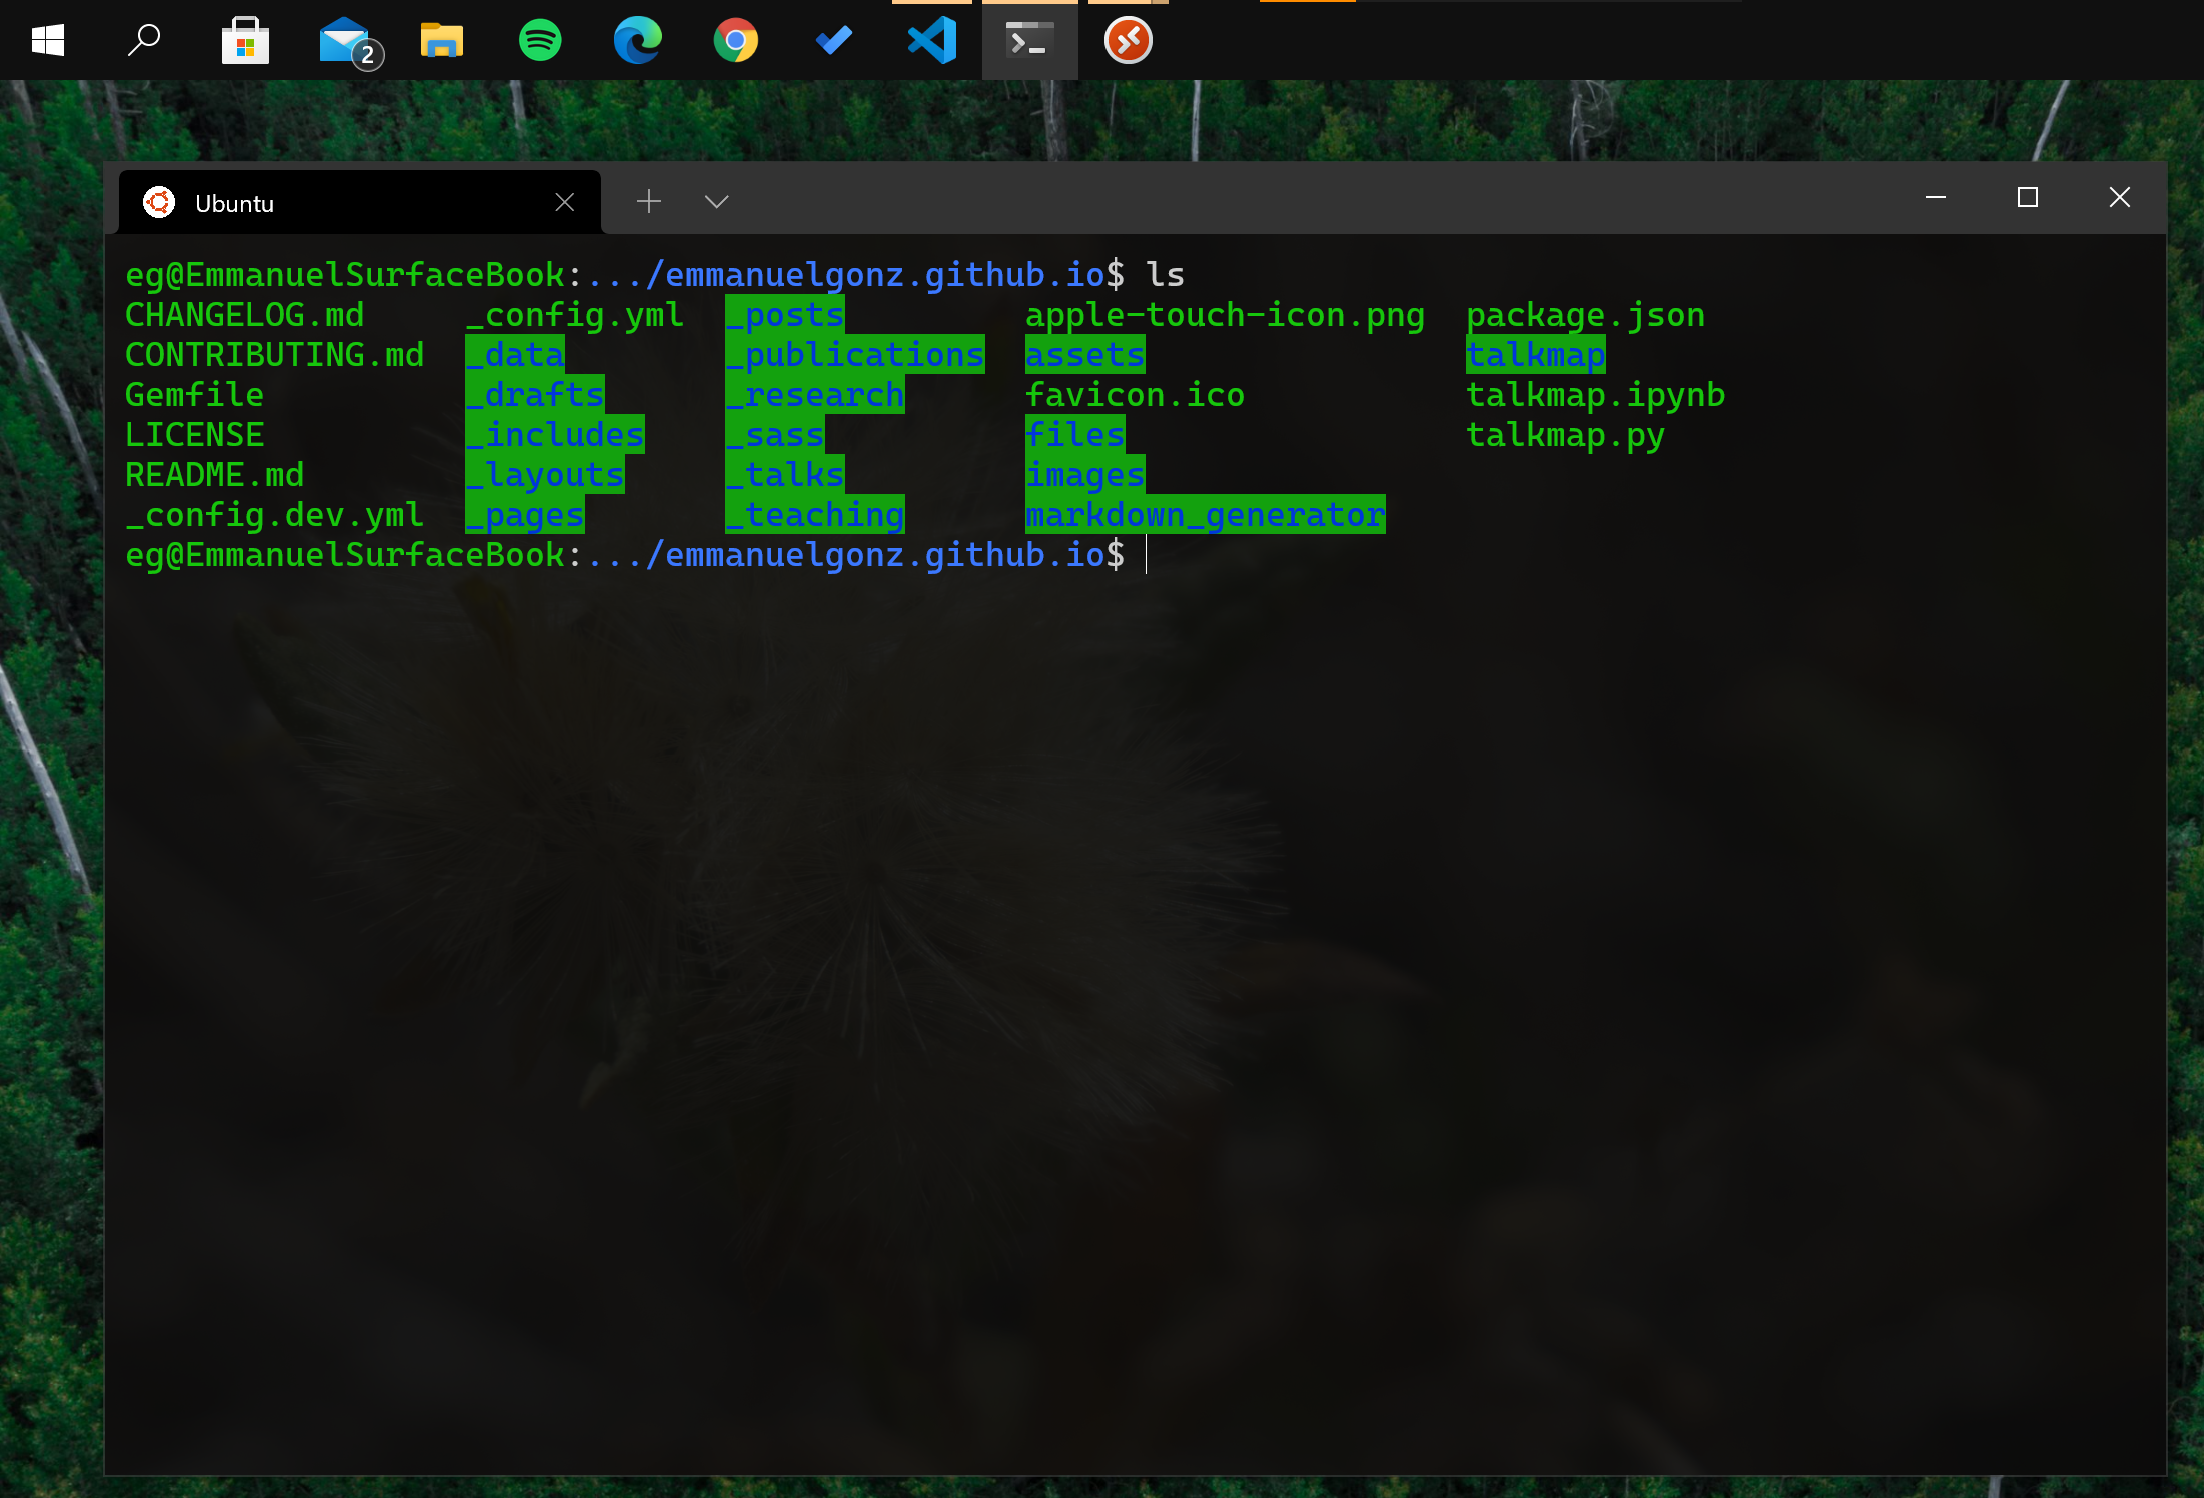 2
Ubuntu
eg@EmmanuelSurfaceBook:.../emmanuelgonz.github.io$ ls
CHANGELOG.md _config.yml _posts apple-touch-icon.png package.json
CONTRIBUTING.md _data _publications assets talkmap
Gemfile _drafts _research favicon.ico talkmap.ipynb
LICENSE _includes _sass files talkmap.py
README.md _layouts _talks images
_config.dev.yml _pages _teaching markdown_generator
eg@EmmanuelSurfaceBook:.../emmanuelgonz.github.io$